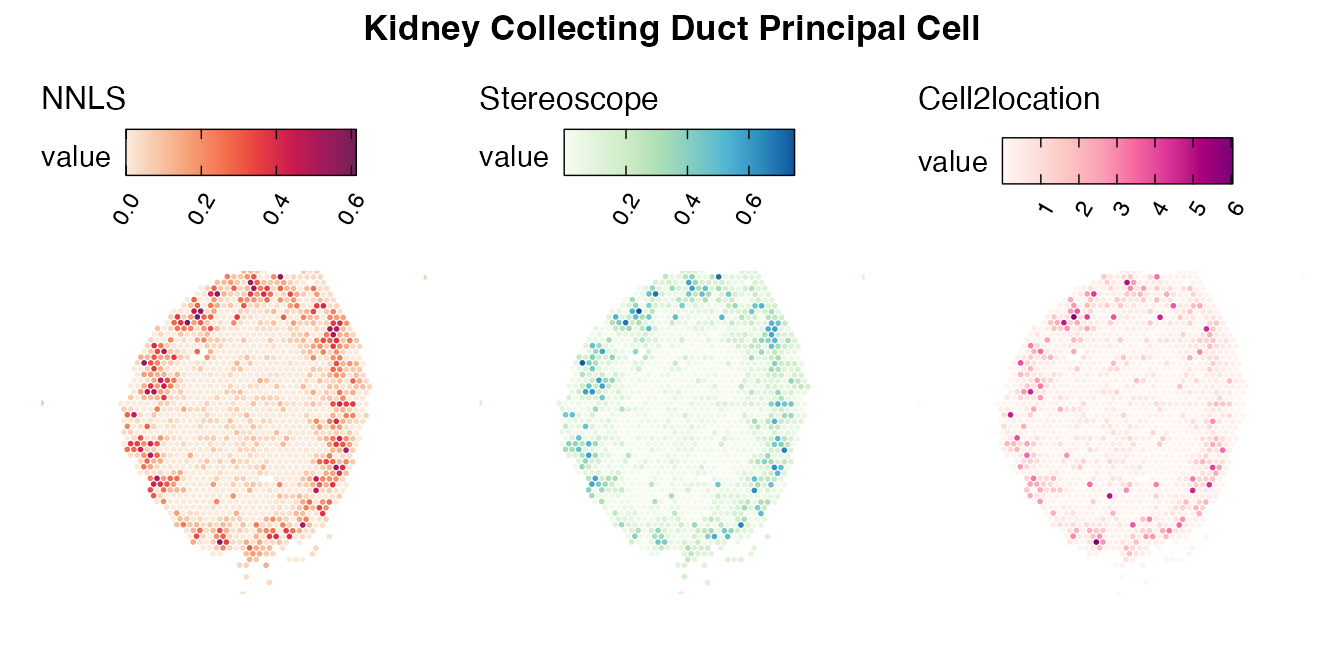 Kidney Collecting Duct Principal Cell
NNLS
value
0.0
0.2
0.4
0.6
Stereoscope
value
0.2
0.4
0.6
Cell2location
value
1
2
3
4
5
6